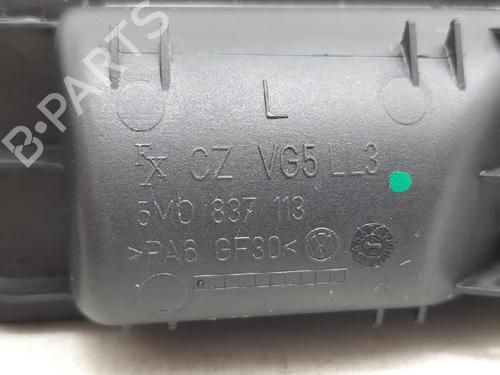 B-PARTS
L
FX CZ VG5 LL3
5M0 837 113
>PA6 GF30<